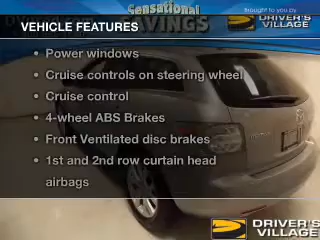 Sensational
SAVINGS
Brought to you by
DRIVER'S
VILLAGE
VEHICLE FEATURES
• Power windows
• Cruise controls on steering wheel
• Cruise control
• 4-wheel ABS Brakes
• Front Ventilated disc brakes
• 1st and 2nd row curtain head
airbags
DRIVER'S
VILLAGE